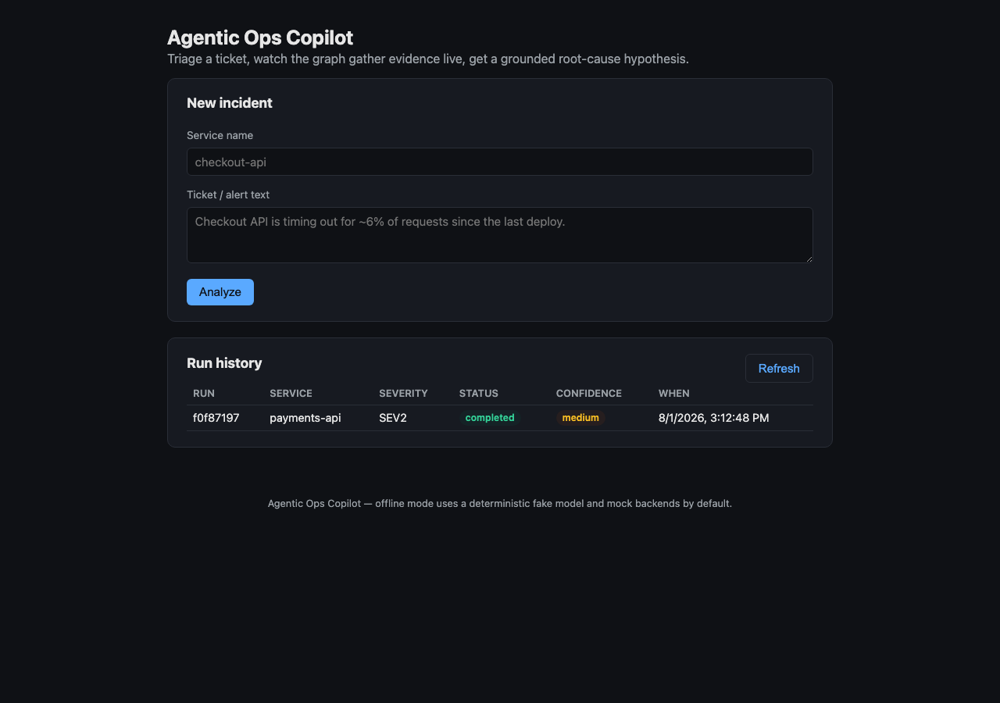 Agentic Ops Copilot
Triage a ticket, watch the graph gather evidence live, get a grounded root-cause hypothesis.
New incident
Service name
checkout-api
Ticket / alert text
Checkout API is timing out for ~6% of requests since the last deploy.
Analyze
Run history
Refresh
RUN SERVICE SEVERITY STATUS CONFIDENCE WHEN
f0f87197 payments-api SEV2 completed medium 8/1/2026, 3:12:48 PM
Agentic Ops Copilot — offline mode uses a deterministic fake model and mock backends by default.